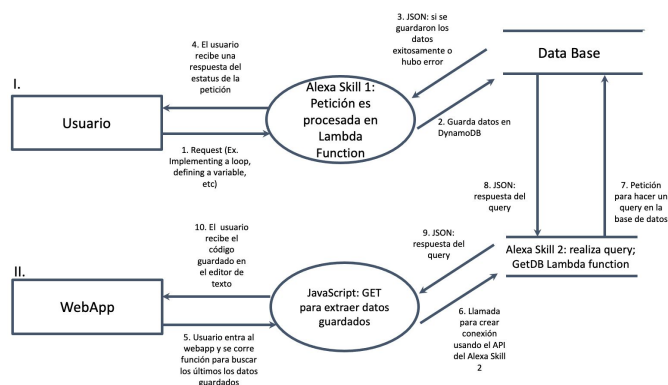 3. JSON: si se
guardaron los
datos
exitosamente o
hubo error
4. El usuario
recibe una
respuesta del
estatus de la
petición
Data Base
I.
Alexa Skill 1:
Petición es
procesada en
Lambda
Function
Usuario
2. Guarda datos en
DynamoDB
1. Request (Ex.
Implementing a loop,
defining a variable,
etc)
8. JSON:
respuesta del
query
7. Petición
para hacer un
query en la
base de datos
10. El usuario
recibe el
código
guardado en
el editor de
texto
9. JSON:
respuesta del
query
Alexa Skill 2: realiza query;
GetDB Lambda function
II.
WebApp
JavaScript: GET
para extraer datos
guardados
6. Llamada
para crear
conexión
usando el API
del Alexa Skill
2
5. Usuario entra al
webapp y se corre
función para buscar
los últimos los datos
guardados